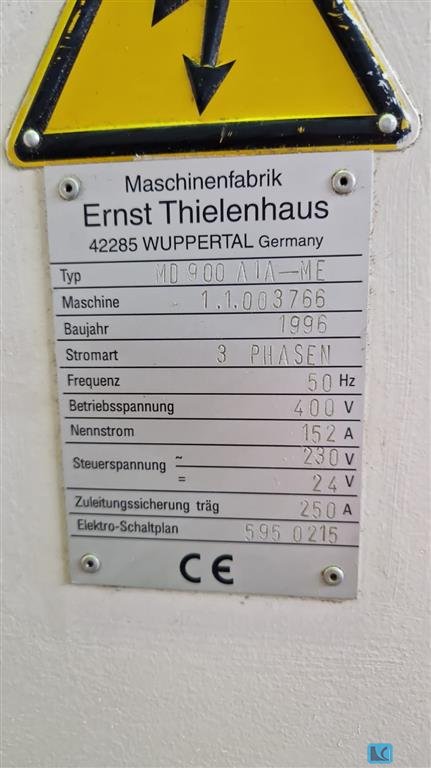 Maschinenfabrik
Ernst Thielenhaus
42285 WUPPERTAL Germany
Typ MD 900 A1A-ME
Maschine 1.1.003766
Baujahr 1996
Stromart 3 PHASEN
Frequenz 50 Hz
Betriebsspannung 400 V
Nennstrom 152 A
Steuerspannung ~ 230 V
= 24 V
Zuleitungssicherung träg 250 A
Elektro-Schaltplan 595 0215
CE